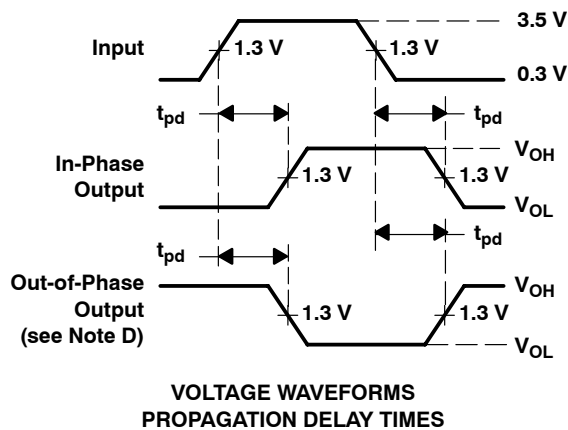 3.5 V
Input
1.3 V
1.3 V
0.3 V
tpd
tpd
In-Phase
Output
VOH
1.3 V
1.3 V
VOL
tpd
tpd
Out-of-Phase
Output
(see Note D)
VOH
1.3 V
1.3 V
VOL
VOLTAGE WAVEFORMS
PROPAGATION DELAY TIMES